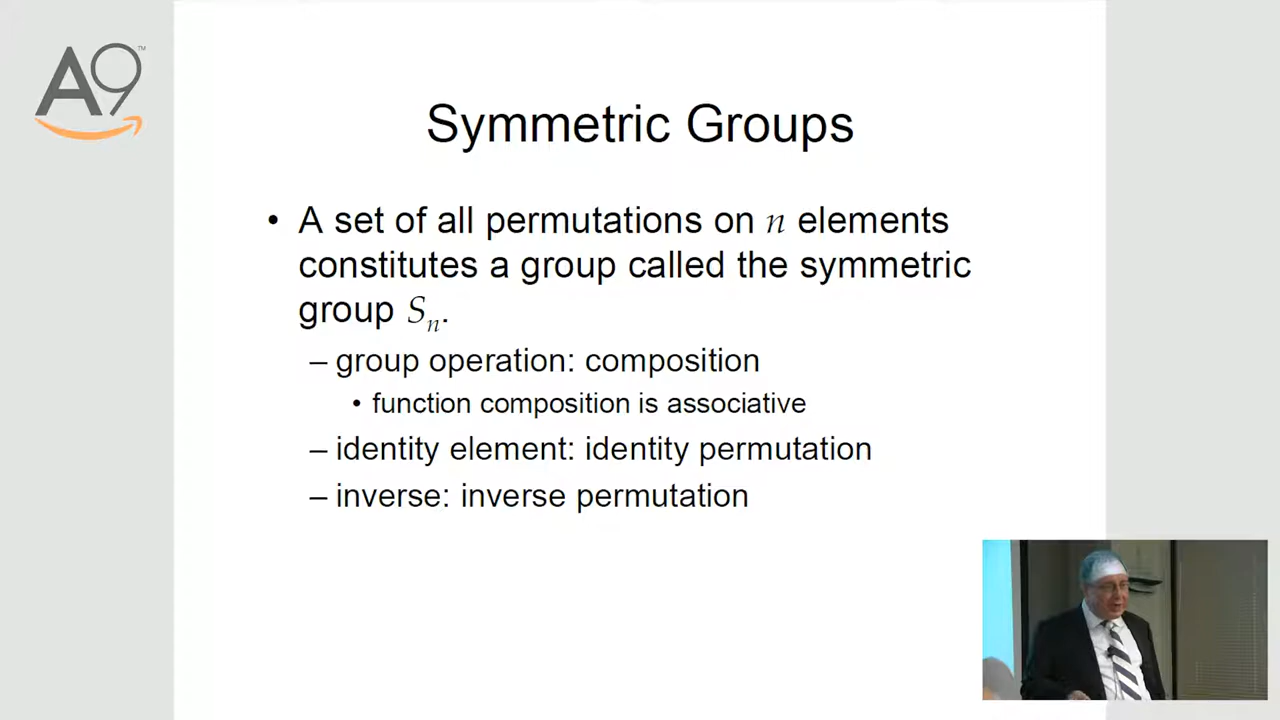 A9™
Symmetric Groups
• A set of all permutations on n elements
constitutes a group called the symmetric
group Sₙ.
– group operation: composition
• function composition is associative
– identity element: identity permutation
– inverse: inverse permutation